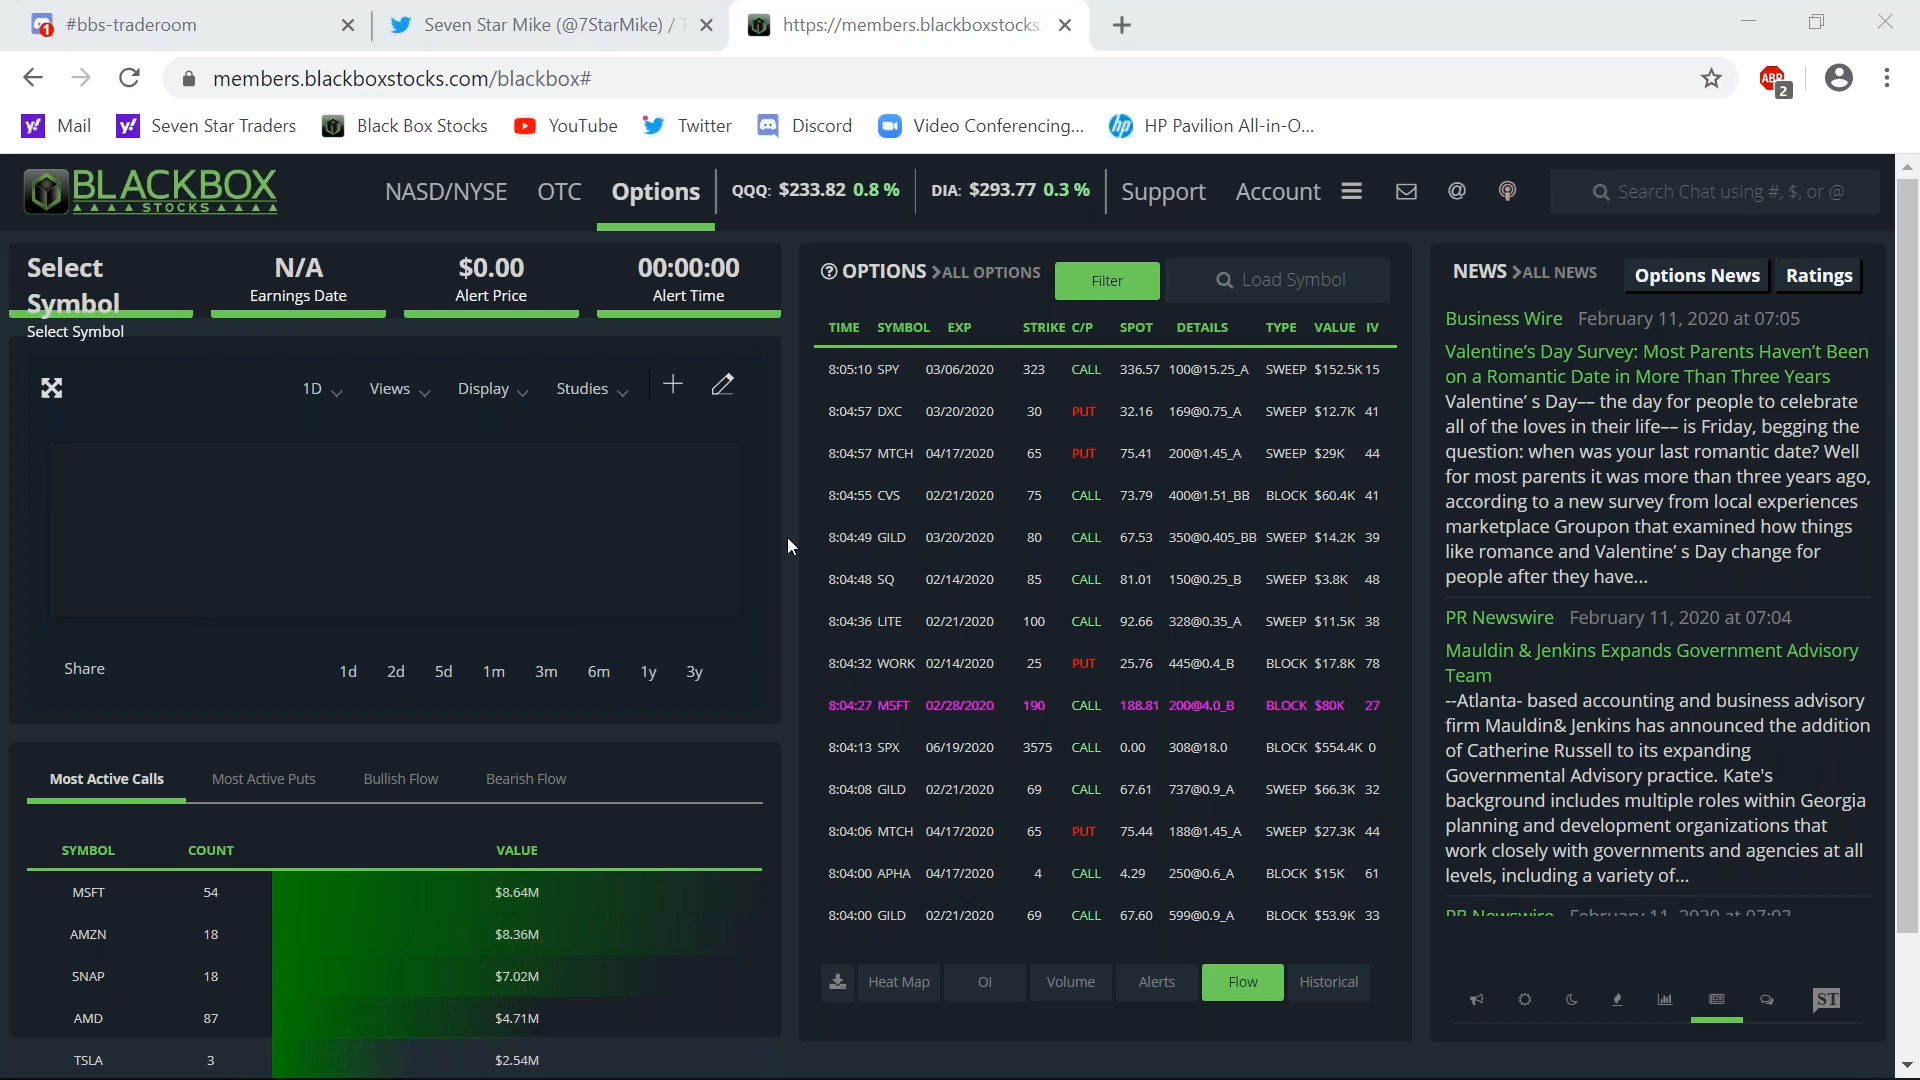 #bbs-traderoom
Seven Star Mike (@7StarMike) / T
https://members.blackboxstocks.
members.blackboxstocks.com/blackbox#
ABP
2
Mail
Seven Star Traders
Black Box Stocks
YouTube
Twitter
Discord
Video Conferencing...
HP Pavilion All-in-O...
BLACKBOX
STOCKS
NASD/NYSE
OTC
Options
QQQ: $233.82 0.8 %
DIA: $293.77 0.3 %
Support
Account
Search Chat using #, $, or @
Select
Symbol
Select Symbol
N/A
Earnings Date
$0.00
Alert Price
00:00:00
Alert Time
1D
Views
Display
Studies
Share
1d 2d 5d 1m 3m 6m 1y 3y
Most Active Calls
Most Active Puts
Bullish Flow
Bearish Flow
SYMBOL COUNT VALUE
MSFT 54 $8.64M
AMZN 18 $8.36M
SNAP 18 $7.02M
AMD 87 $4.71M
TSLA 3 $2.54M
OPTIONS >ALL OPTIONS
Filter
Load Symbol
TIME SYMBOL EXP STRIKE C/P SPOT DETAILS TYPE VALUE IV
8:05:10 SPY 03/06/2020 323 CALL 336.57 100@15.25_A SWEEP $152.5K 15
8:04:57 DXC 03/20/2020 30 PUT 32.16 169@0.75_A SWEEP $12.7K 41
8:04:57 MTCH 04/17/2020 65 PUT 75.41 200@1.45_A SWEEP $29K 44
8:04:55 CVS 02/21/2020 75 CALL 73.79 400@1.51_BB BLOCK $60.4K 41
8:04:49 GILD 03/20/2020 80 CALL 67.53 350@0.405_BB SWEEP $14.2K 39
8:04:48 SQ 02/14/2020 85 CALL 81.01 150@0.25_B SWEEP $3.8K 48
8:04:36 LITE 02/21/2020 100 CALL 92.66 328@0.35_A SWEEP $11.5K 38
8:04:32 WORK 02/14/2020 25 PUT 25.76 445@0.4_B BLOCK $17.8K 78
8:04:27 MSFT 02/28/2020 190 CALL 188.81 200@4.0_B BLOCK $80K 27
8:04:13 SPX 06/19/2020 3575 CALL 0.00 308@18.0 BLOCK $554.4K 0
8:04:08 GILD 02/21/2020 69 CALL 67.61 737@0.9_A SWEEP $66.3K 32
8:04:06 MTCH 04/17/2020 65 PUT 75.44 188@1.45_A SWEEP $27.3K 44
8:04:00 APHA 04/17/2020 4 CALL 4.29 250@0.6_A BLOCK $15K 61
8:04:00 GILD 02/21/2020 69 CALL 67.60 599@0.9_A BLOCK $53.9K 33
Heat Map
OI
Volume
Alerts
Flow
Historical
NEWS >ALL NEWS
Options News
Ratings
Business Wire February 11, 2020 at 07:05
Valentine's Day Survey: Most Parents Haven't Been
on a Romantic Date in More Than Three Years
Valentine' s Day-- the day for people to celebrate
all of the loves in their life-- is Friday, begging the
question: when was your last romantic date? Well
for most parents it was more than three years ago,
according to a new survey from local experiences
marketplace Groupon that examined how things
like romance and Valentine' s Day change for
people after they have...
PR Newswire February 11, 2020 at 07:04
Mauldin & Jenkins Expands Government Advisory
Team
--Atlanta- based accounting and business advisory
firm Mauldin& Jenkins has announced the addition
of Catherine Russell to its expanding
Governmental Advisory practice. Kate's
background includes multiple roles within Georgia
planning and development organizations that
work closely with governments and agencies at all
levels, including a variety of...
PR Newswire February 11, 2020 at 07:03
ST